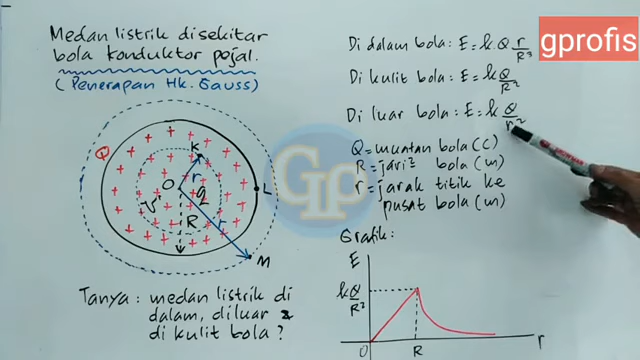 Medan listrik disekitar
bola konduktor pejal.
(Penerapan Hk. Gauss)
Q
K
r
O
q
L
R
r
M
Tanya : medan listrik di
dalam, diluar &
di kulit bola ?
gprofis
Di dalam bola : E = k Q r/R³
Di kulit bola : E = k Q/R²
Di luar bola : E = k Q/r²
Q = muatan bola (C)
R = jari² bola (m)
r = jarak titik ke
pusat bola (m)
Grafik :
E
kQ/R²
O
R
r
Gp